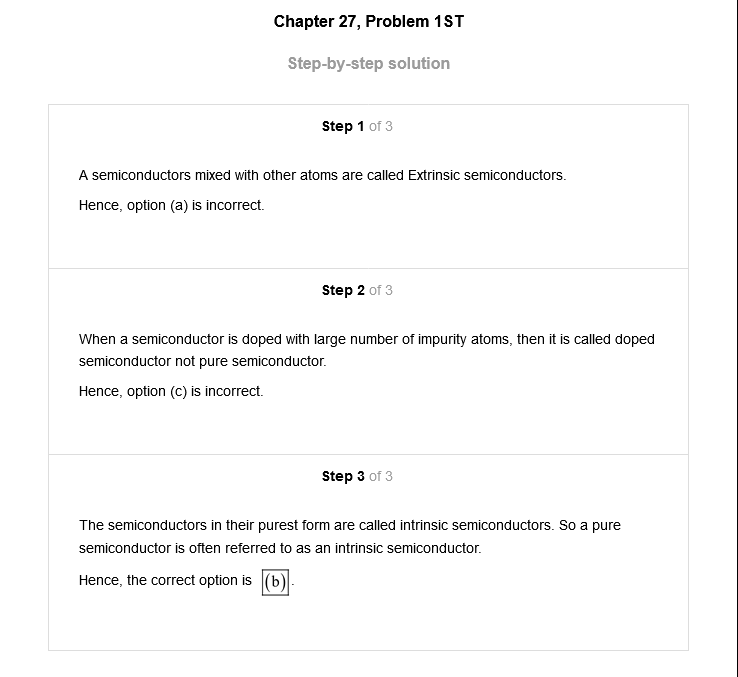 Chapter 27, Problem 1ST
Step-by-step solution
Step 1 of 3
A semiconductors mixed with other atoms are called Extrinsic semiconductors.
Hence, option (a) is incorrect.
Step 2 of 3
When a semiconductor is doped with large number of impurity atoms, then it is called doped
semiconductor not pure semiconductor.
Hence, option (c) is incorrect.
Step 3 of 3
The semiconductors in their purest form are called intrinsic semiconductors. So a pure
semiconductor is often referred to as an intrinsic semiconductor.
Hence, the correct option is (b).